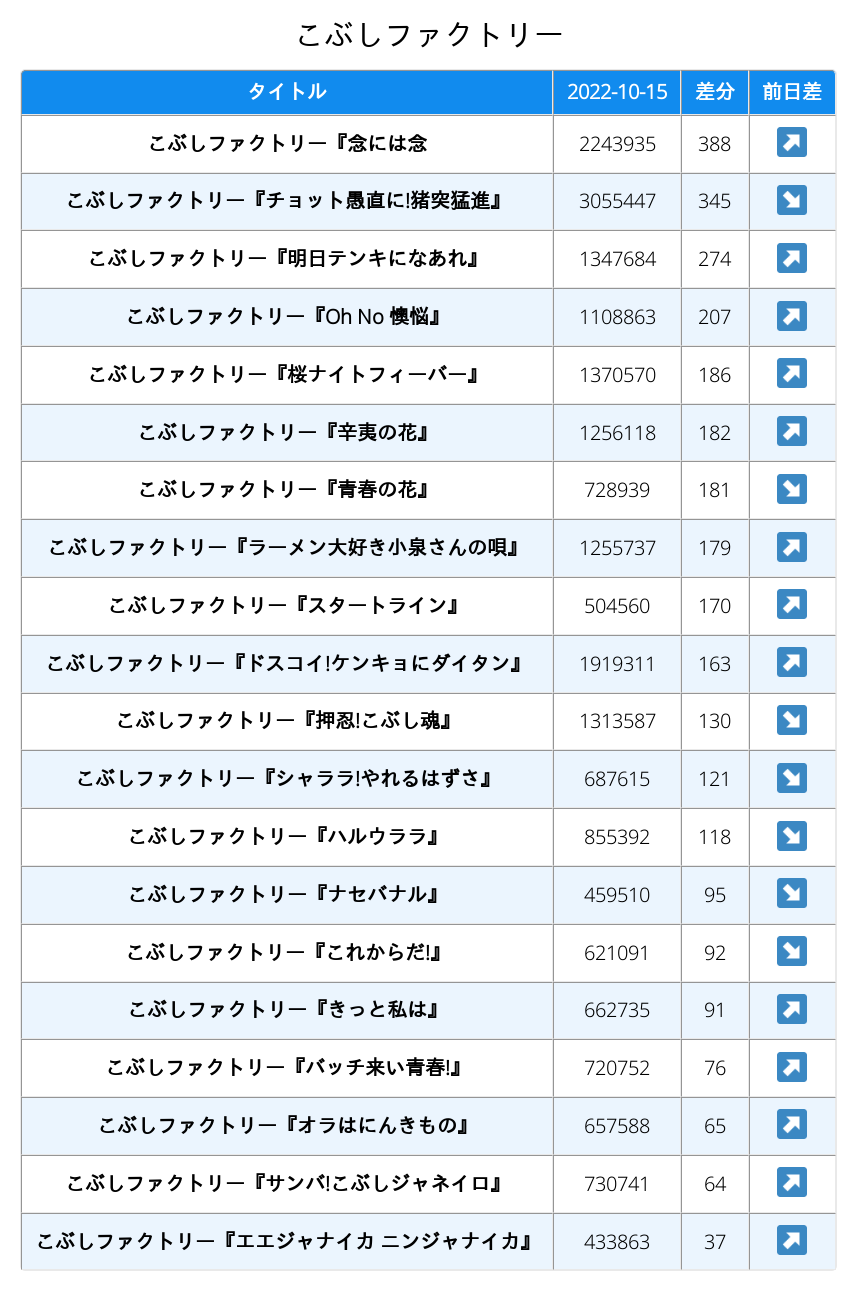 こぶしファクトリー
タイトル 2022-10-15 差分 前日差
こぶしファクトリー『念には念 2243935 388 ↗
こぶしファクトリー『チョット愚直に!猪突猛進』 3055447 345 ↘
こぶしファクトリー『明日テンキになあれ』 1347684 274 ↗
こぶしファクトリー『Oh No 懊悩』 1108863 207 ↗
こぶしファクトリー『桜ナイトフィーバー』 1370570 186 ↗
こぶしファクトリー『辛夷の花』 1256118 182 ↗
こぶしファクトリー『青春の花』 728939 181 ↘
こぶしファクトリー『ラーメン大好き小泉さんの唄』 1255737 179 ↗
こぶしファクトリー『スタートライン』 504560 170 ↗
こぶしファクトリー『ドスコイ!ケンキョにダイタン』 1919311 163 ↗
こぶしファクトリー『押忍!こぶし魂』 1313587 130 ↘
こぶしファクトリー『シャララ!やれるはずさ』 687615 121 ↘
こぶしファクトリー『ハルウララ』 855392 118 ↘
こぶしファクトリー『ナセバナル』 459510 95 ↘
こぶしファクトリー『これからだ!』 621091 92 ↘
こぶしファクトリー『きっと私は』 662735 91 ↗
こぶしファクトリー『バッチ来い青春!』 720752 76 ↗
こぶしファクトリー『オラはにんきもの』 657588 65 ↗
こぶしファクトリー『サンバ!こぶしジャネイロ』 730741 64 ↗
こぶしファクトリー『エエジャナイカ ニンジャナイカ』 433863 37 ↗